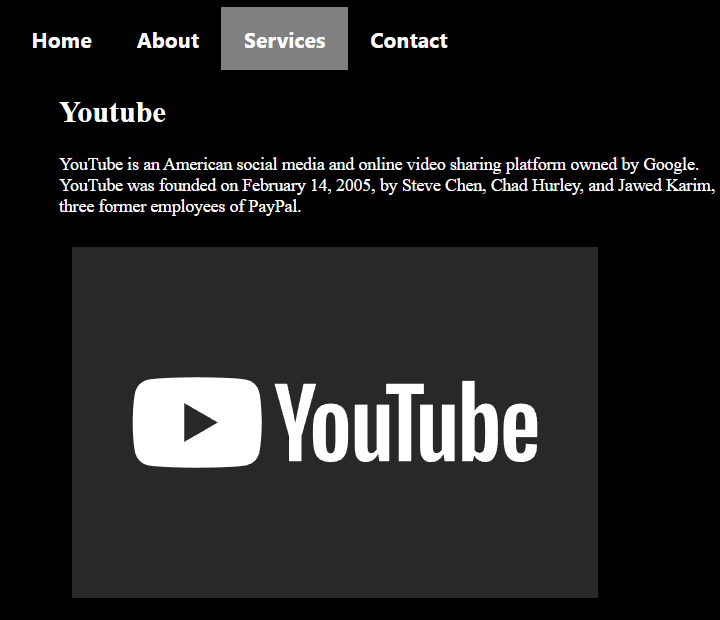 Home About Services Contact
Youtube
YouTube is an American social media and online video sharing platform owned by Google.
YouTube was founded on February 14, 2005, by Steve Chen, Chad Hurley, and Jawed Karim,
three former employees of PayPal.
YouTube